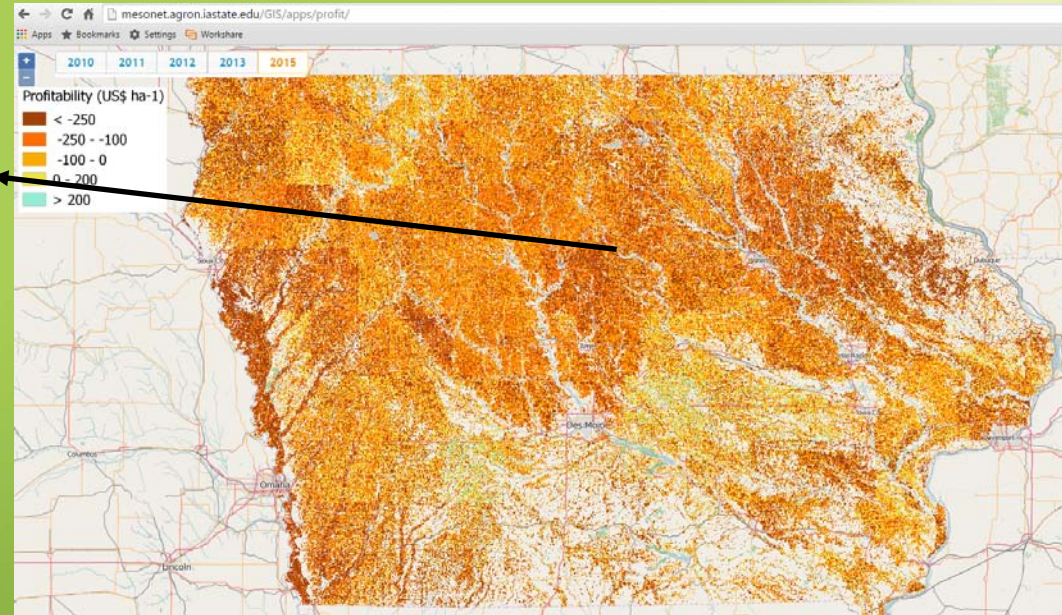 mesonet.agron.iastate.edu/GIS/apps/profit/
Apps Bookmarks Settings Workshare
+ 2010 2011 2012 2013 2015
-
Profitability (US$ ha-1)
< -250
-250 - -100
-100 - 0
0 - 200
> 200
Dubuque
Des Moines
Columbus
Omaha
Lincoln